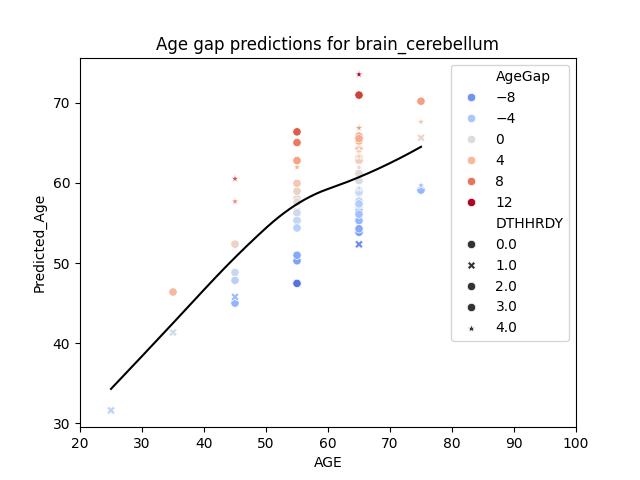 Age gap predictions for brain_cerebellum
Predicted_Age
70
60
50
40
30
20 30 40 50 60 70 80 90 100
AGE
AgeGap
−8
−4
0
4
8
12
DTHHRDY
0.0
1.0
2.0
3.0
4.0